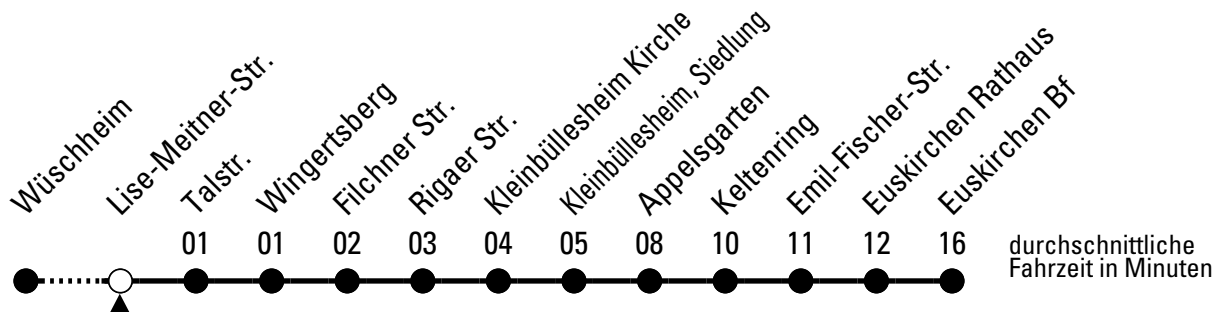 Wüschheim
Lise-Meitner-Str.
Talstr.
Wingertsberg
Filchner Str.
Rigaer Str.
Kleinbüllesheim Kirche
Kleinbüllesheim, Siedlung
Appelsgarten
Keltenring
Emil-Fischer-Str.
Euskirchen Rathaus
Euskirchen Bf
01 01 02 03 04 05 08 10 11 12 16
durchschnittliche
Fahrzeit in Minuten